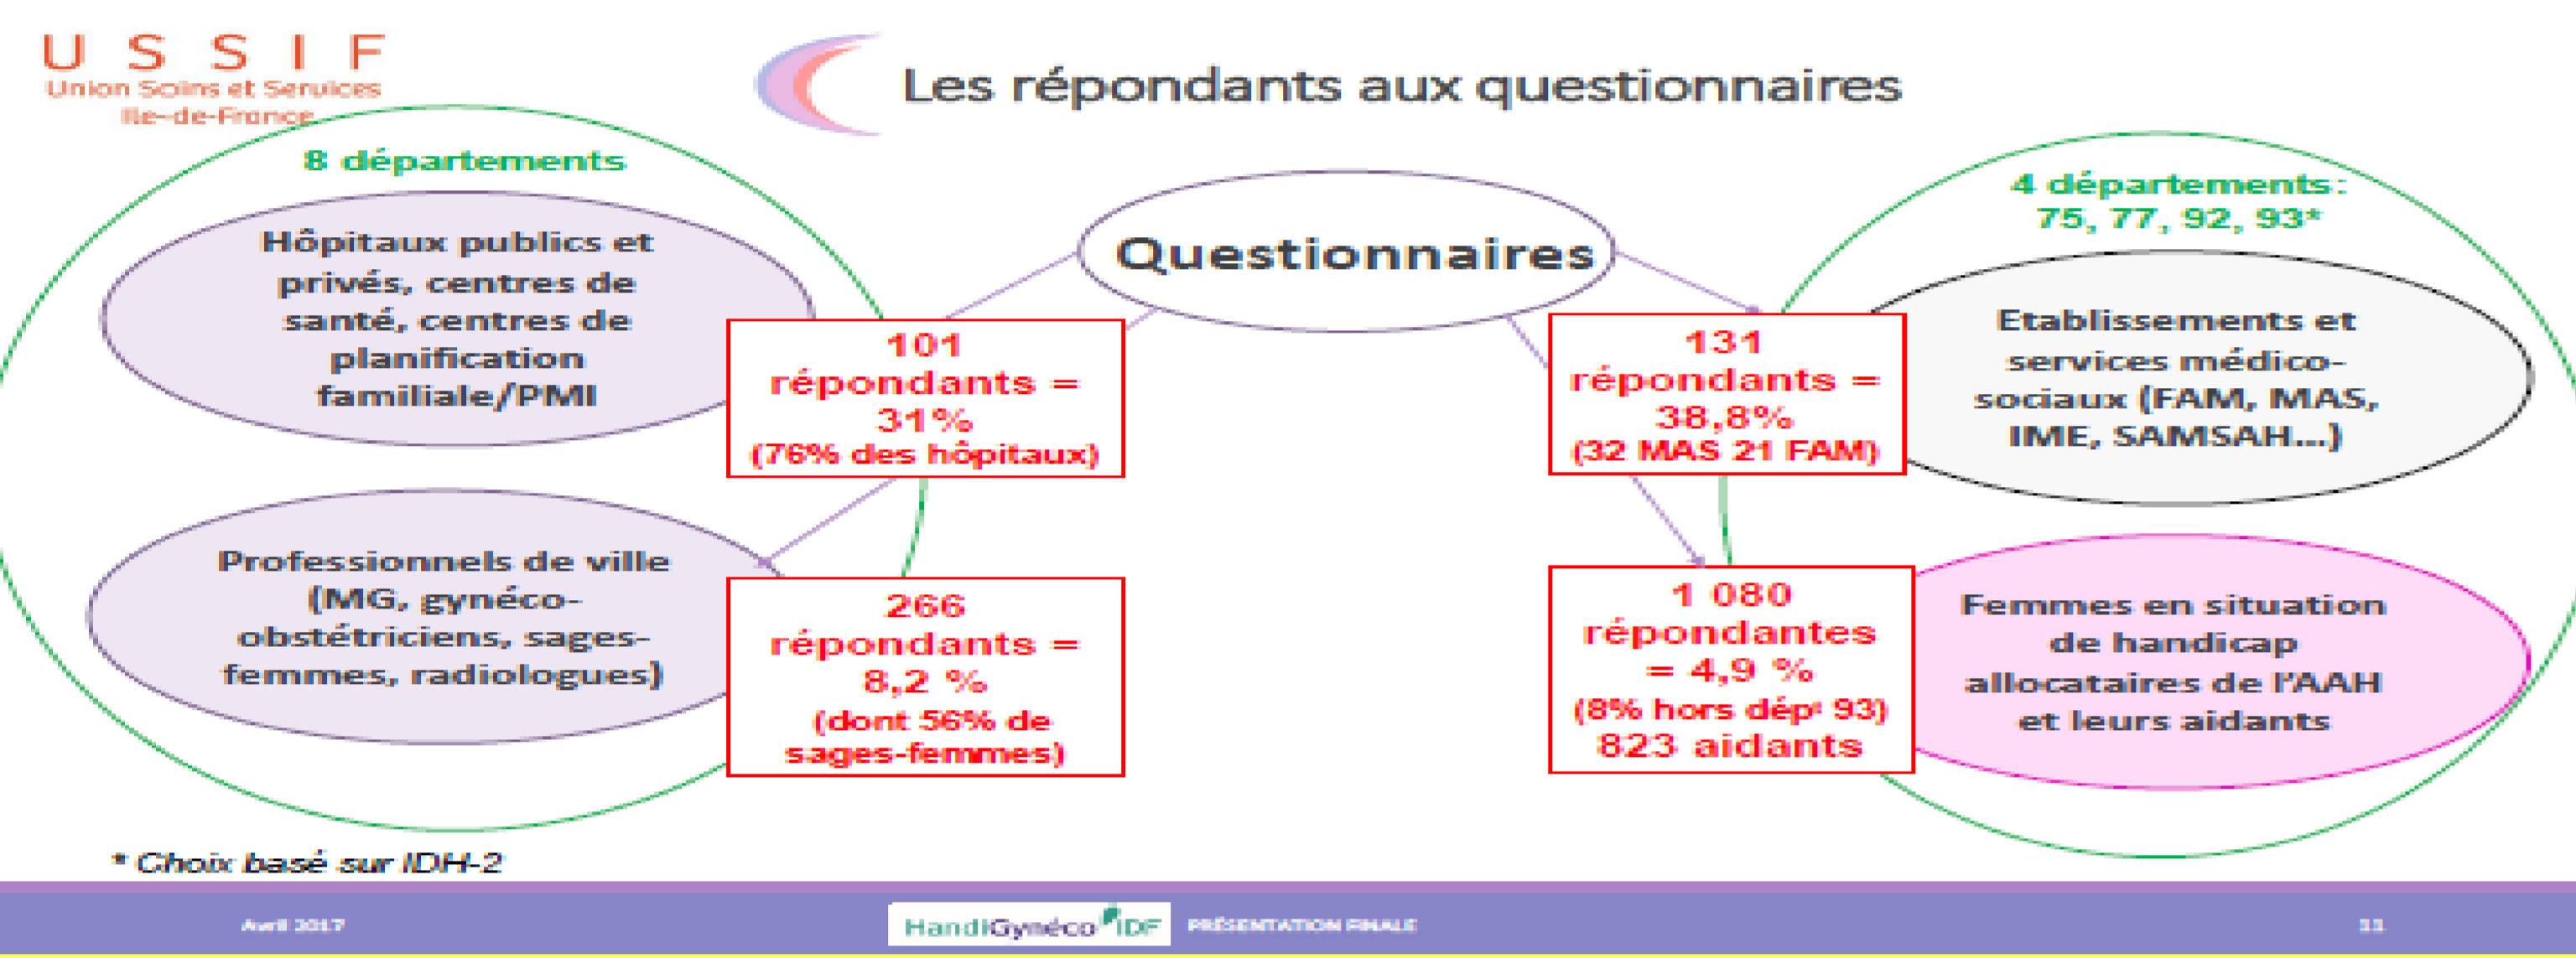 U S S I F
Union Soins et Services
Ile-de-France
Les répondants aux questionnaires
8 départements
Hôpitaux publics et
privés, centres de
santé, centres de
planification
familiale/PMI
101
répondants =
31%
(76% des hôpitaux)
Professionnels de ville
(MG, gynéco-
obstétriciens, sages-
femmes, radiologues)
266
répondants =
8,2 %
(dont 56% de
sages-femmes)
Questionnaires
4 départements:
75, 77, 92, 93*
131
répondants =
38,8%
(32 MAS 21 FAM)
Etablissements et
services médico-
sociaux (FAM, MAS,
IME, SAMSAH...)
1 080
répondantes
= 4,9 %
(8% hors dépᵗ 93)
823 aidants
Femmes en situation
de handicap
allocataires de l'AAH
et leurs aidants
* Choix basé sur IDH-2
Avril 2017
HandiGynéco IDF
PRÉSENTATION FINALE